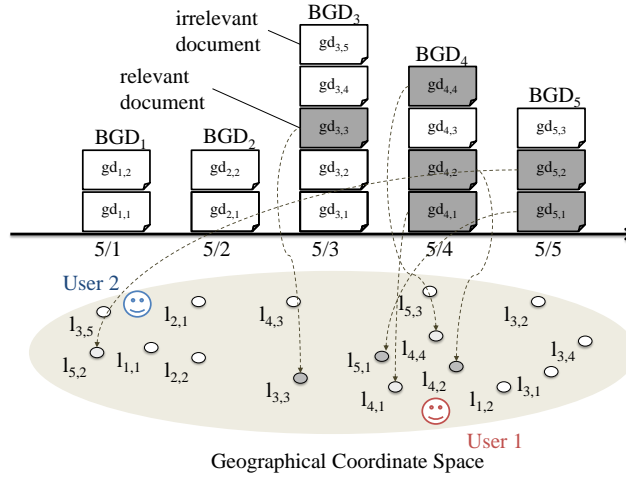 irrelevant
document
BGD3
gd3,5
relevant
document
gd3,4
BGD4
gd4,4
gd3,3
gd4,3
BGD5
gd5,3
BGD1
BGD2
gd1,2
gd2,2
gd3,2
gd4,2
gd5,2
gd1,1
gd2,1
gd3,1
gd4,1
gd5,1
5/1
5/2
5/3
5/4
5/5
User 2
l3,5
l2,1
l4,3
l5,3
l3,2
l5,2
l1,1
l2,2
l3,3
l5,1
l4,4
l3,4
l4,1
l4,2
l1,2
l3,1
User 1
Geographical Coordinate Space